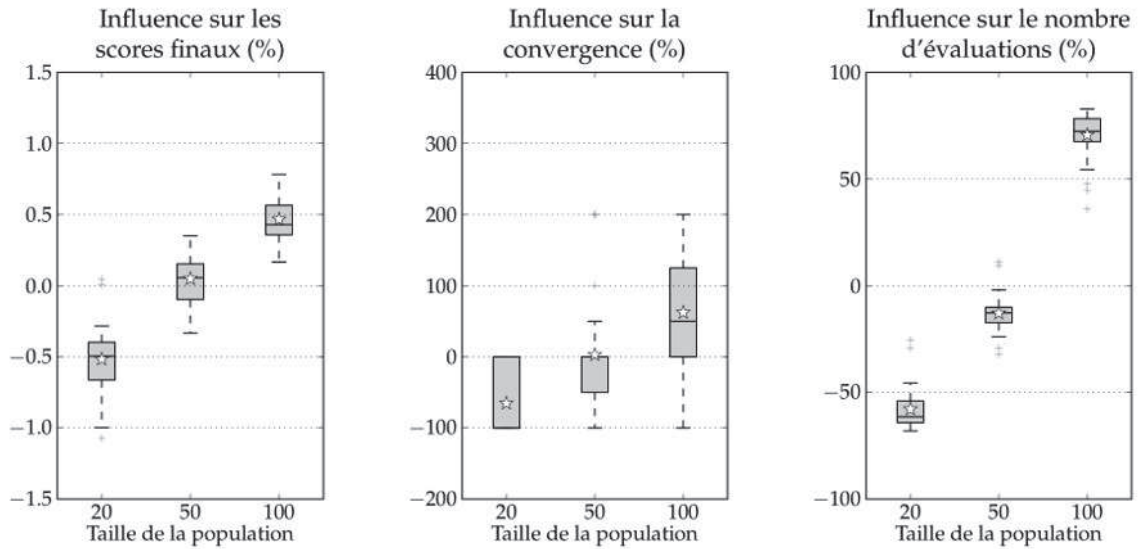 Influence sur les
scores finaux (%)
1.5
1.0
0.5
0.0
−0.5
−1.0
−1.5
20 50 100
Taille de la population
Influence sur la
convergence (%)
400
300
200
100
0
−100
−200
20 50 100
Taille de la population
Influence sur le nombre
d'évaluations (%)
100
50
0
−50
−100
20 50 100
Taille de la population